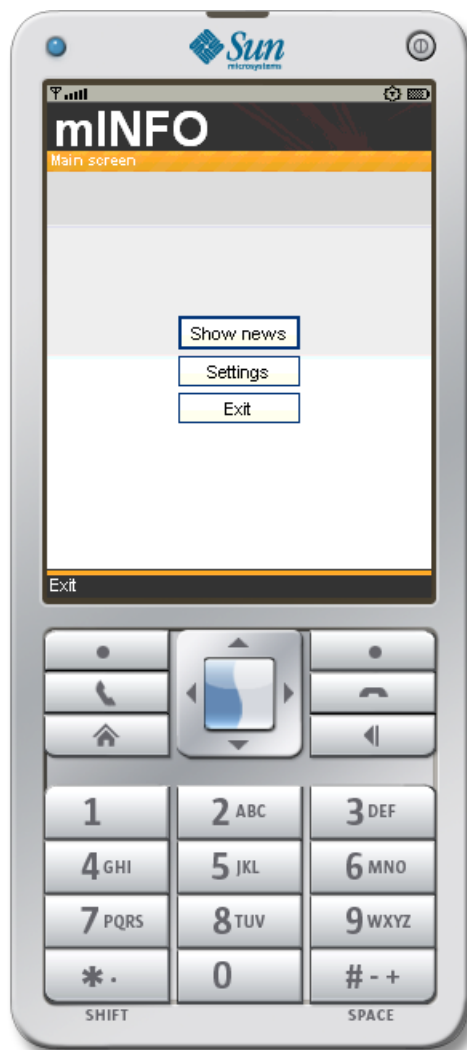 Sun
microsystems
mINFO
Main screen
Show news
Settings
Exit
Exit
1
2 ABC
3 DEF
4 GHI
5 JKL
6 MNO
7 PQRS
8 TUV
9 WXYZ
* .
0
# - +
SHIFT
SPACE